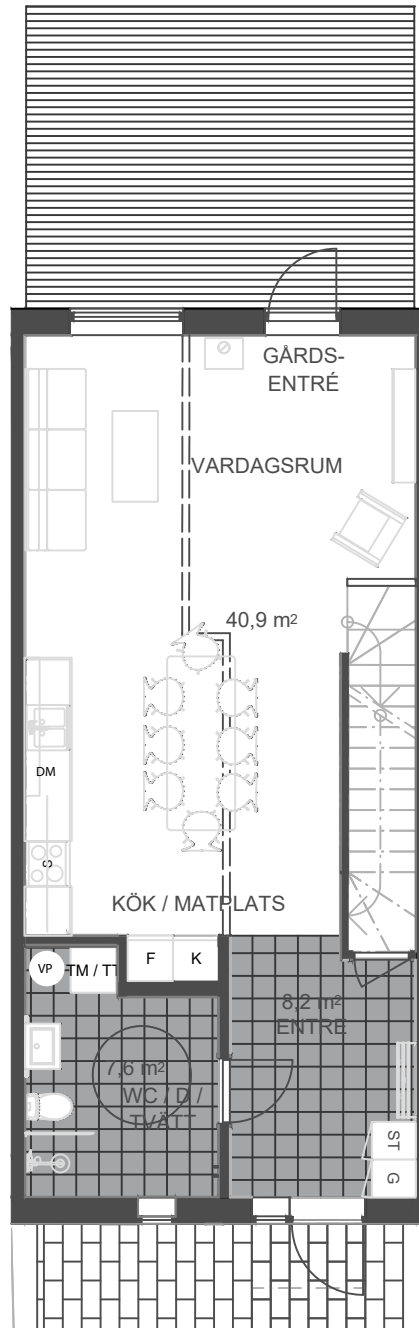 GÅRDS-
ENTRÉ
VARDAGSRUM
40,9 m²
DM
S
KÖK / MATPLATS
F
K
VP
TM / TT
8,2 m²
ENTRÉ
7,6 m²
WC / D /
TVÄTT
ST
G